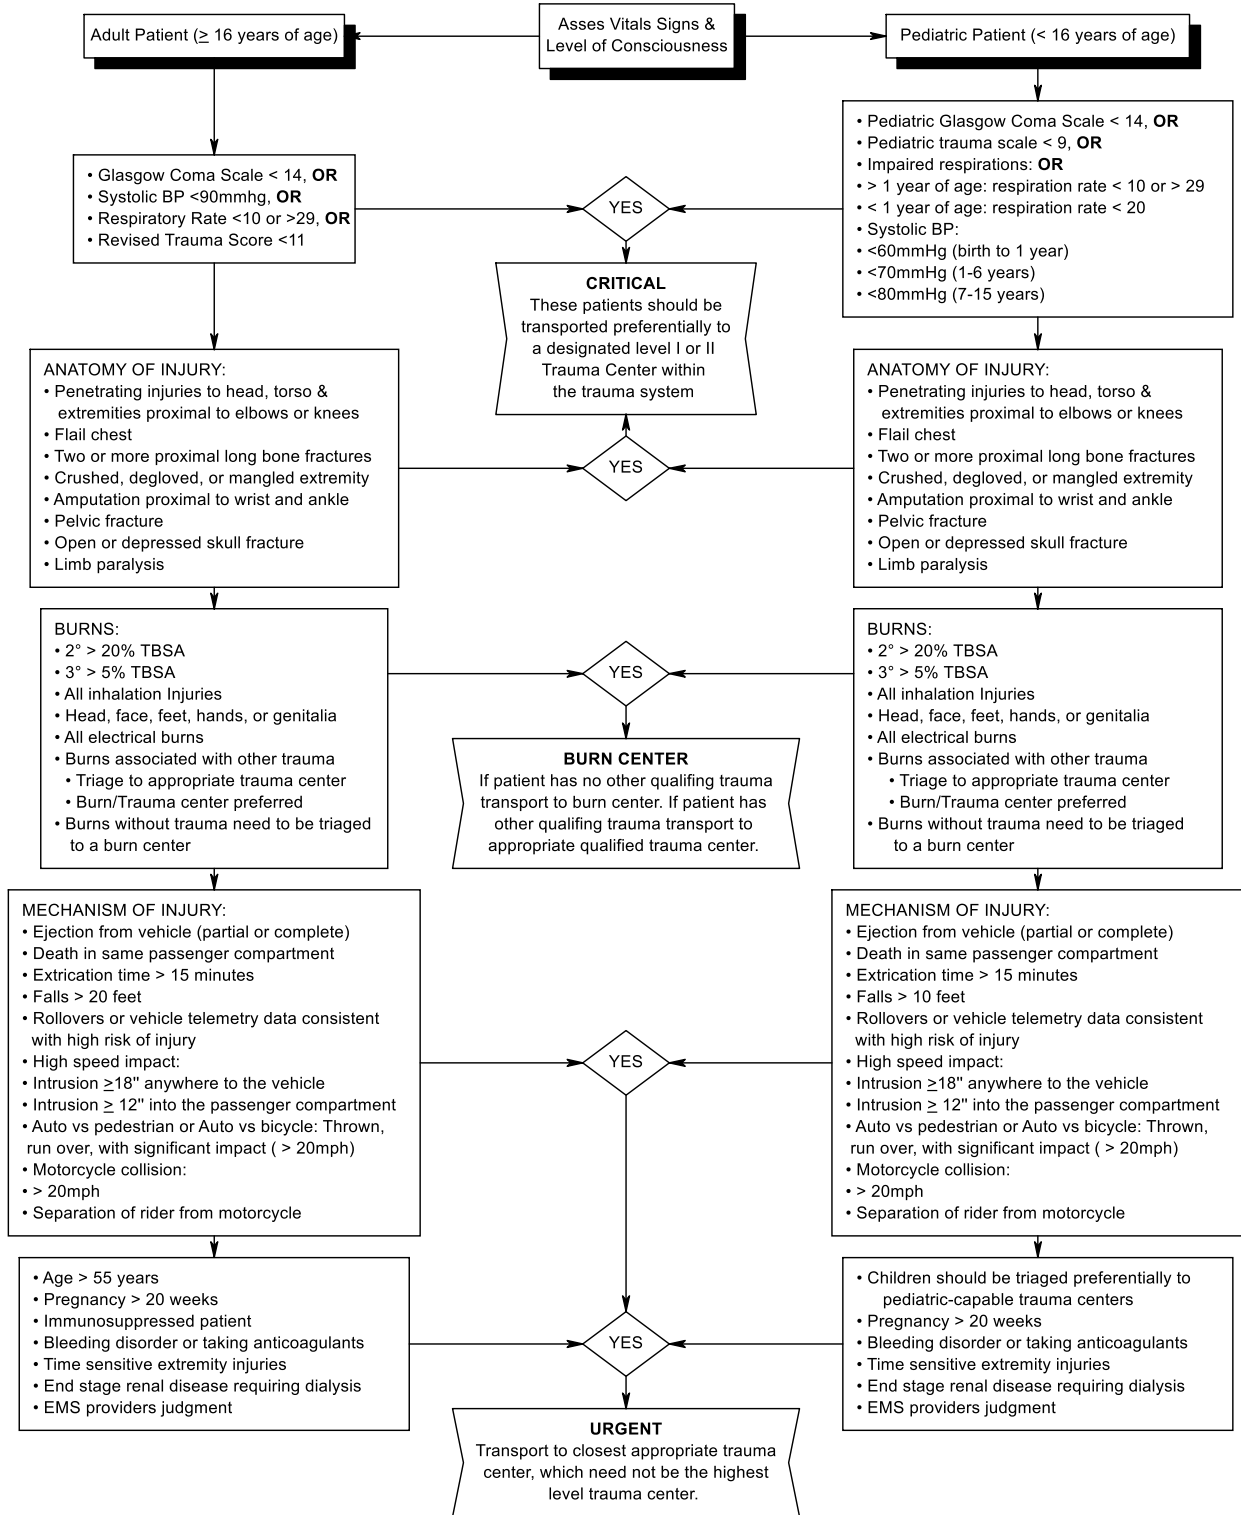 Asses Vitals Signs &
Level of Consciousness
Adult Patient (≥ 16 years of age)
Pediatric Patient (< 16 years of age)
• Glasgow Coma Scale < 14, OR
• Systolic BP <90mmhg, OR
• Respiratory Rate <10 or >29, OR
• Revised Trauma Score <11
YES
• Pediatric Glasgow Coma Scale < 14, OR
• Pediatric trauma scale < 9, OR
• Impaired respirations: OR
• > 1 year of age: respiration rate < 10 or > 29
• < 1 year of age: respiration rate < 20
• Systolic BP:
• <60mmHg (birth to 1 year)
• <70mmHg (1-6 years)
• <80mmHg (7-15 years)
CRITICAL
These patients should be
transported preferentially to
a designated level I or II
Trauma Center within
the trauma system
ANATOMY OF INJURY:
• Penetrating injuries to head, torso &
extremities proximal to elbows or knees
• Flail chest
• Two or more proximal long bone fractures
• Crushed, degloved, or mangled extremity
• Amputation proximal to wrist and ankle
• Pelvic fracture
• Open or depressed skull fracture
• Limb paralysis
YES
ANATOMY OF INJURY:
• Penetrating injuries to head, torso &
extremities proximal to elbows or knees
• Flail chest
• Two or more proximal long bone fractures
• Crushed, degloved, or mangled extremity
• Amputation proximal to wrist and ankle
• Pelvic fracture
• Open or depressed skull fracture
• Limb paralysis
BURNS:
• 2° > 20% TBSA
• 3° > 5% TBSA
• All inhalation Injuries
• Head, face, feet, hands, or genitalia
• All electrical burns
• Burns associated with other trauma
• Triage to appropriate trauma center
• Burn/Trauma center preferred
• Burns without trauma need to be triaged
to a burn center
YES
BURNS:
• 2° > 20% TBSA
• 3° > 5% TBSA
• All inhalation Injuries
• Head, face, feet, hands, or genitalia
• All electrical burns
• Burns associated with other trauma
• Triage to appropriate trauma center
• Burn/Trauma center preferred
• Burns without trauma need to be triaged
to a burn center
BURN CENTER
If patient has no other qualifing trauma
transport to burn center. If patient has
other qualifing trauma transport to
appropriate qualified trauma center.
MECHANISM OF INJURY:
• Ejection from vehicle (partial or complete)
• Death in same passenger compartment
• Extrication time > 15 minutes
• Falls > 20 feet
• Rollovers or vehicle telemetry data consistent
with high risk of injury
• High speed impact:
• Intrusion ≥18" anywhere to the vehicle
• Intrusion ≥ 12" into the passenger compartment
• Auto vs pedestrian or Auto vs bicycle: Thrown,
run over, with significant impact ( > 20mph)
• Motorcycle collision:
• > 20mph
• Separation of rider from motorcycle
YES
MECHANISM OF INJURY:
• Ejection from vehicle (partial or complete)
• Death in same passenger compartment
• Extrication time > 15 minutes
• Falls > 10 feet
• Rollovers or vehicle telemetry data consistent
with high risk of injury
• High speed impact:
• Intrusion ≥18" anywhere to the vehicle
• Intrusion ≥ 12" into the passenger compartment
• Auto vs pedestrian or Auto vs bicycle: Thrown,
run over, with significant impact ( > 20mph)
• Motorcycle collision:
• > 20mph
• Separation of rider from motorcycle
• Age > 55 years
• Pregnancy > 20 weeks
• Immunosuppressed patient
• Bleeding disorder or taking anticoagulants
• Time sensitive extremity injuries
• End stage renal disease requiring dialysis
• EMS providers judgment
YES
• Children should be triaged preferentially to
pediatric-capable trauma centers
• Pregnancy > 20 weeks
• Bleeding disorder or taking anticoagulants
• Time sensitive extremity injuries
• End stage renal disease requiring dialysis
• EMS providers judgment
URGENT
Transport to closest appropriate trauma
center, which need not be the highest
level trauma center.